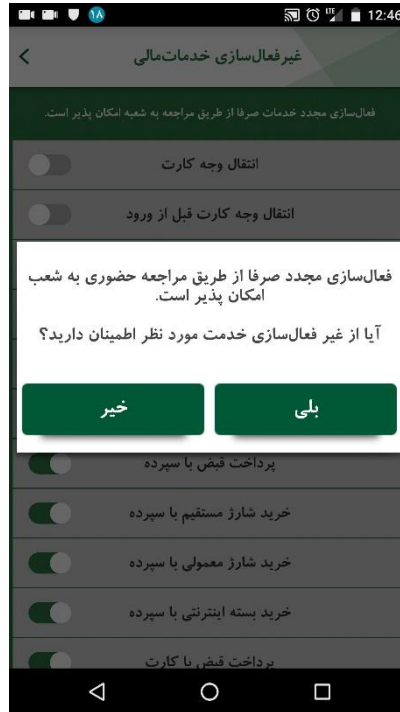 ۱۸ LTE 12:46
غیرفعال‌سازی خدمات‌مالی
فعال‌سازی مجدد خدمات صرفا از طریق مراجعه به شعبه امکان پذیر است.
انتقال وجه کارت
انتقال وجه کارت قبل از ورود
فعال‌سازی مجدد صرفا از طریق مراجعه حضوری به شعب
امکان پذیر است.
آیا از غیر فعال‌سازی خدمت مورد نظر اطمینان دارید؟
بلی
خیر
پرداخت قبض با سپرده
خرید شارژ مستقیم با سپرده
خرید شارژ معمولی با سپرده
خرید بسته اینترنتی با سپرده
پرداخت قبض با کارت